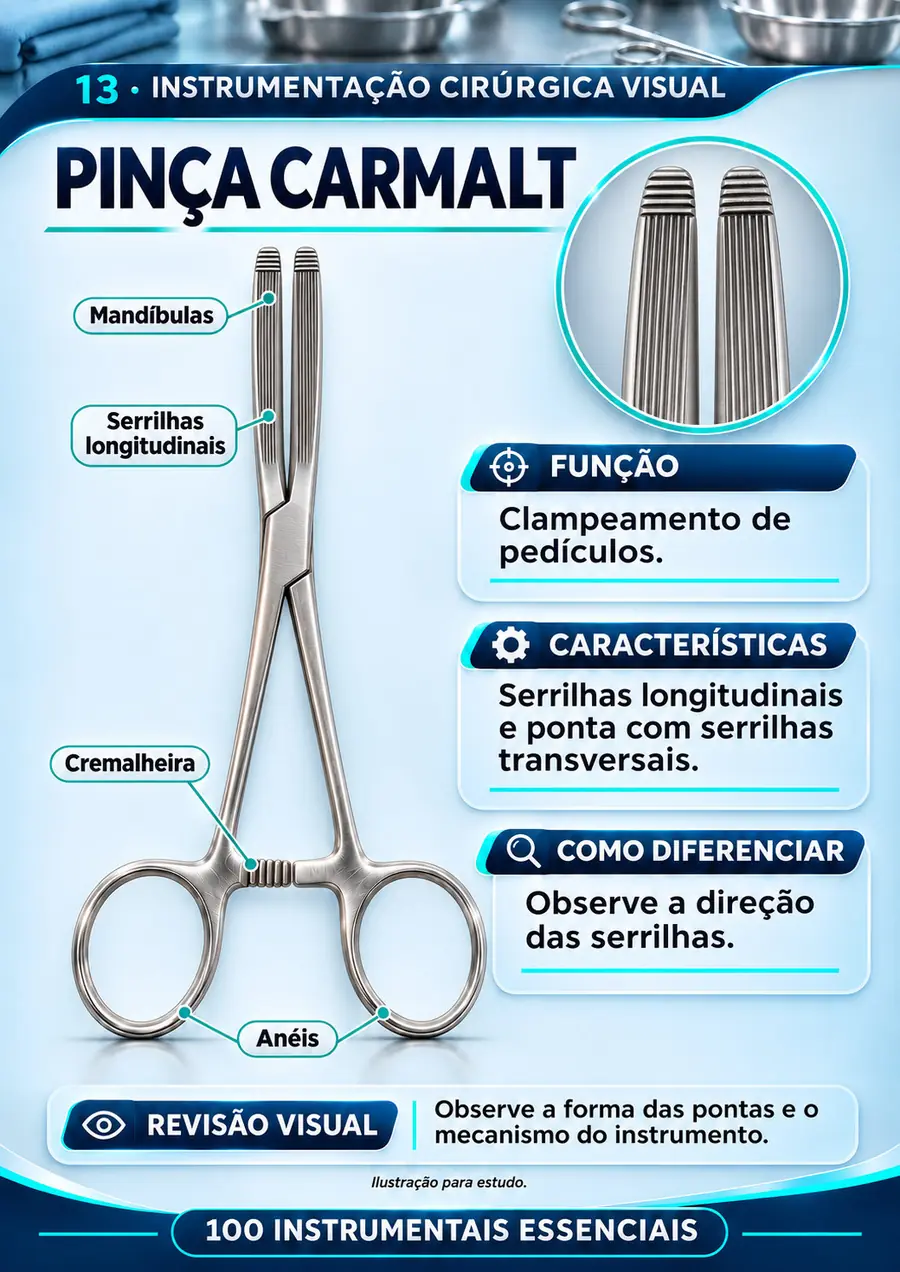 13 · INSTRUMENTAÇÃO CIRÚRGICA VISUAL
PINÇA CARMALT
Mandíbulas
Serrilhas
longitudinais
Cremalheira
Anéis
FUNÇÃO
Clampeamento de
pedículos.
CARACTERÍSTICAS
Serrilhas longitudinais
e ponta com serrilhas
transversais.
COMO DIFERENCIAR
Observe a direção
das serrilhas.
REVISÃO VISUAL
Observe a forma das pontas e o
mecanismo do instrumento.
Ilustração para estudo.
100 INSTRUMENTAIS ESSENCIAIS